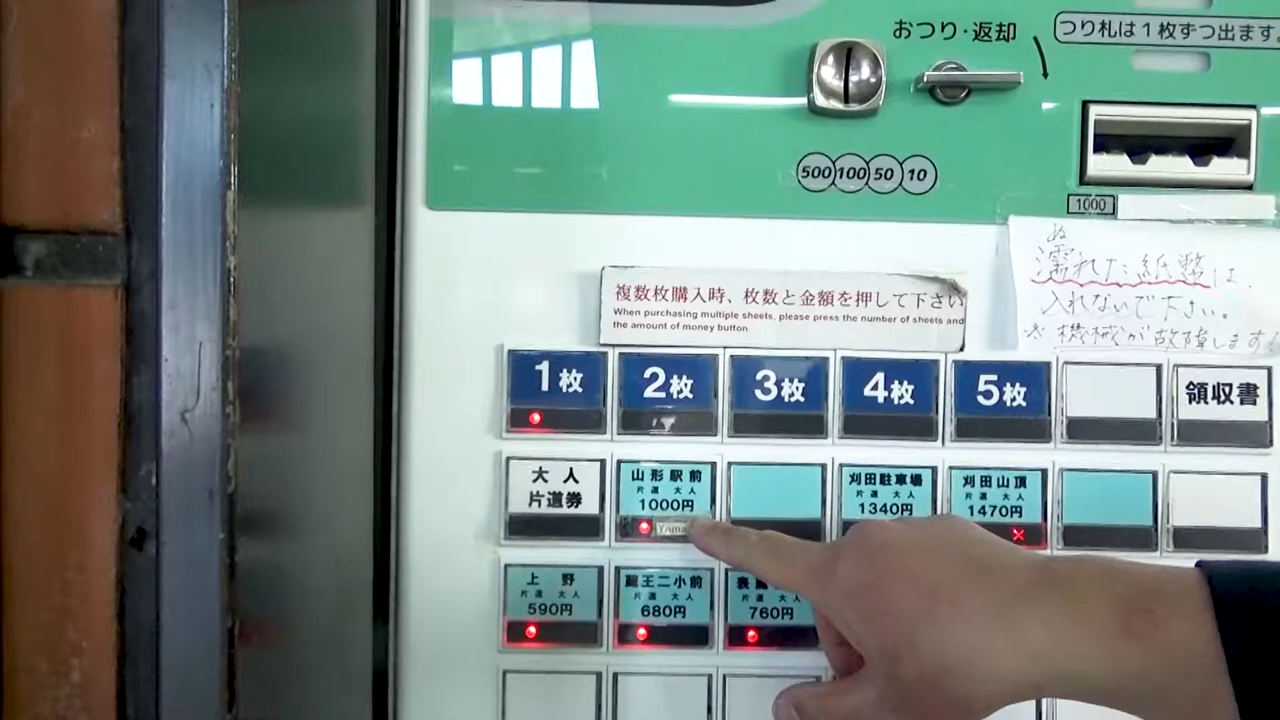 おつり・返却
つり札は1枚ずつ出ます。
500 100 50 10
1000
ぬ
濡れた紙幣は、
入れないで下さい。
※機械が故障します
複数枚購入時、枚数と金額を押して下さい
When purchasing multiple sheets, please press the number of sheets and
the amount of money button
1枚 2枚 3枚 4枚 5枚 領収書
大人
片道券
山形駅前
片道 大人
1000円
Yama
刈田駐車場
片道 大人
1340円
刈田山頂
片道 大人
1470円
上野
片道 大人
590円
蔵王二小前
片道 大人
680円
表
片道 大人
760円